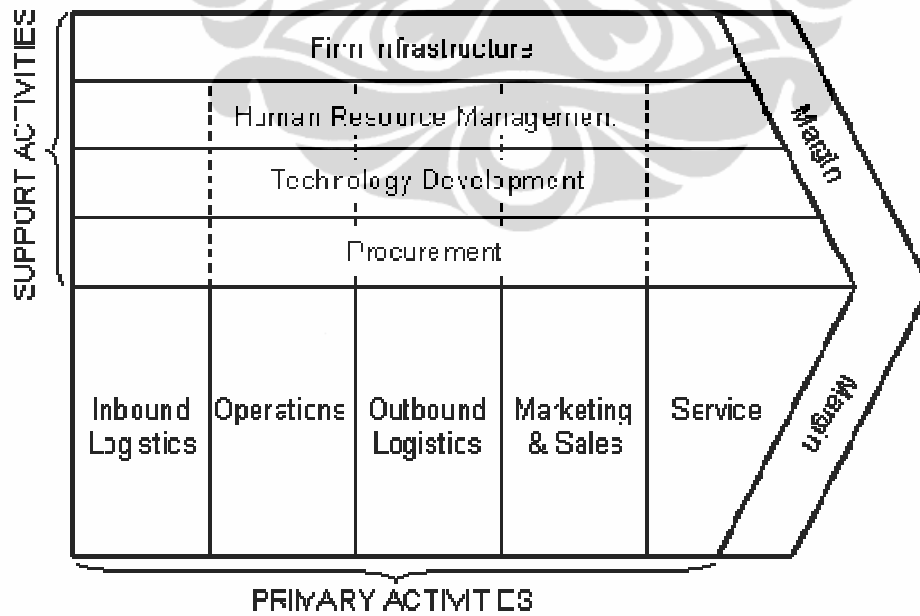 SUPPORT ACTIVITIES
Firm Infrastructure
Human Resource Management
Technology Development
Procurement
Margin
Inbound
Logistics
Operations
Outbound
Logistics
Marketing
& Sales
Service
Margin
PRIMARY ACTIVITIES